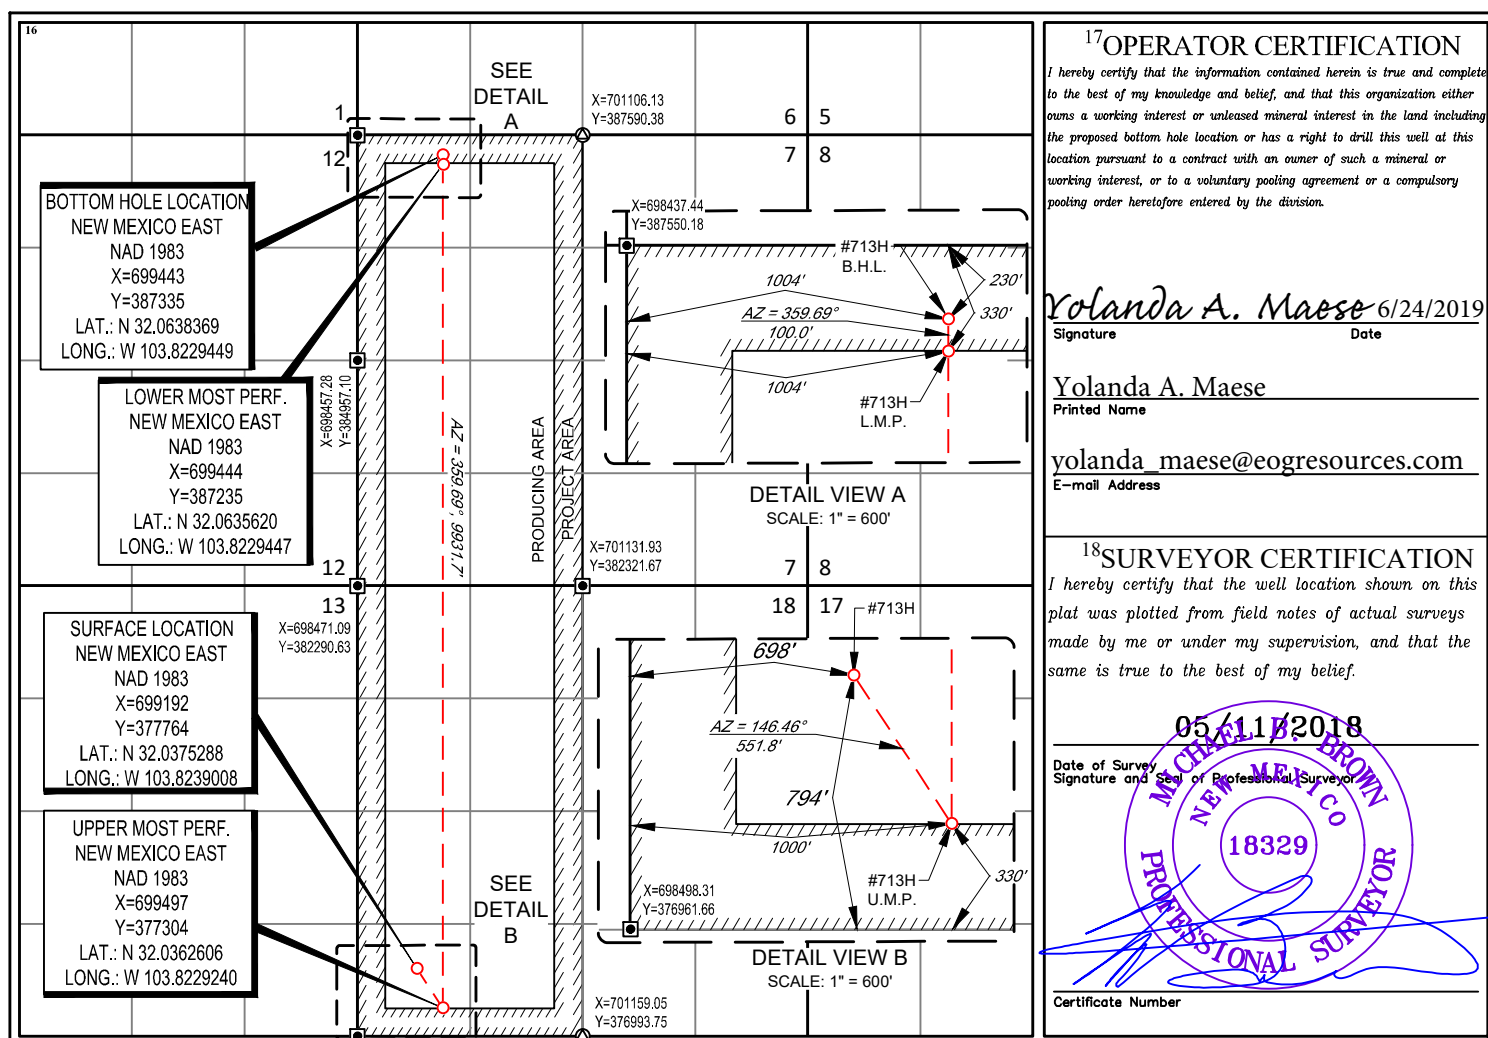 16
SEE
DETAIL
A
X=701106.13
Y=387590.38
1
12
6 5
7 8
BOTTOM HOLE LOCATION
NEW MEXICO EAST
NAD 1983
X=699443
Y=387335
LAT.: N 32.0638369
LONG.: W 103.8229449
LOWER MOST PERF.
NEW MEXICO EAST
NAD 1983
X=699444
Y=387235
LAT.: N 32.0635620
LONG.: W 103.8229447
X=698457.28
Y=384957.10
AZ = 359.69°, 9931.7'
PRODUCING AREA
PROJECT AREA
X=698437.44
Y=387550.18
#713H
B.H.L.
1004'
AZ = 359.69°
100.0'
1004'
230'
330'
#713H
L.M.P.
DETAIL VIEW A
SCALE: 1" = 600'
X=701131.93
Y=382321.67
12
13
7 8
18 17
X=698471.09
Y=382290.63
SURFACE LOCATION
NEW MEXICO EAST
NAD 1983
X=699192
Y=377764
LAT.: N 32.0375288
LONG.: W 103.8239008
UPPER MOST PERF.
NEW MEXICO EAST
NAD 1983
X=699497
Y=377304
LAT.: N 32.0362606
LONG.: W 103.8229240
SEE
DETAIL
B
#713H
698'
AZ = 146.46°
551.8'
794'
1000'
330'
#713H
U.M.P.
X=698498.31
Y=376961.66
DETAIL VIEW B
SCALE: 1" = 600'
X=701159.05
Y=376993.75
17OPERATOR CERTIFICATION
I hereby certify that the information contained herein is true and complete
to the best of my knowledge and belief, and that this organization either
owns a working interest or unleased mineral interest in the land including
the proposed bottom hole location or has a right to drill this well at this
location pursuant to a contract with an owner of such a mineral or
working interest, or to a voluntary pooling agreement or a compulsory
pooling order heretofore entered by the division.
Yolanda A. Maese 6/24/2019
Signature Date
Yolanda A. Maese
Printed Name
yolanda_maese@eogresources.com
E-mail Address
18SURVEYOR CERTIFICATION
I hereby certify that the well location shown on this
plat was plotted from field notes of actual surveys
made by me or under my supervision, and that the
same is true to the best of my belief.
05/11/2018
Date of Survey
Signature and Seal of Professional Surveyor:
MICHAEL B. BROWN
NEW MEXICO
18329
PROFESSIONAL SURVEYOR
Certificate Number